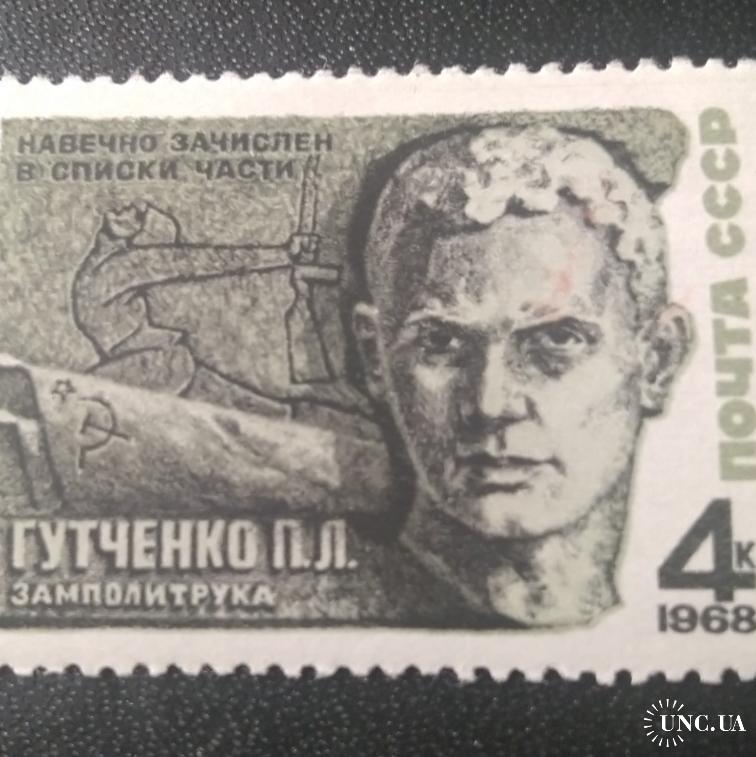 НАВЕЧНО ЗАЧИСЛЕН
В СПИСКИ ЧАСТИ
ПОЧТА СССР
ГУТЧЕНКО П.Л.
ЗАМПОЛИТРУКА
4К
1968
UNC.UA